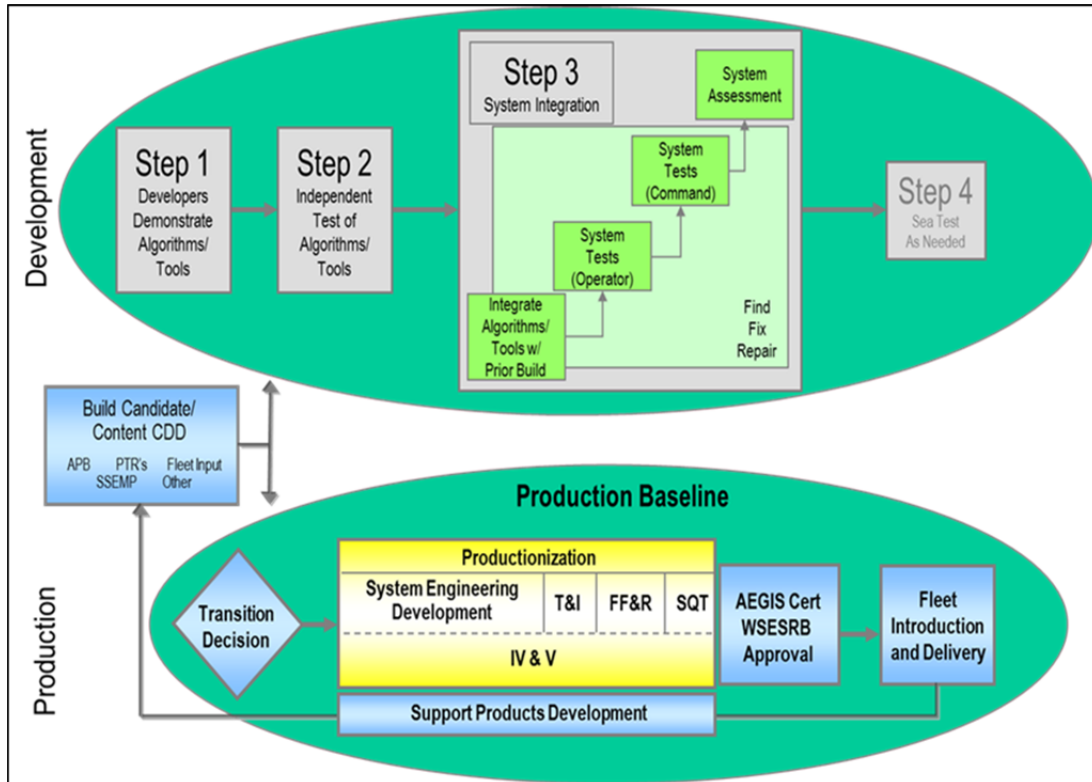 Development
Step 1
Developers
Demonstrate
Algorithms/
Tools
Step 2
Independent
Test of
Algorithms/
Tools
Step 3
System Integration
Integrate
Algorithms/
Tools w/
Prior Build
System
Tests
(Operator)
System
Tests
(Command)
System
Assessment
Find
Fix
Repair
Step 4
Sea Test
As Needed
Build Candidate/
Content CDD
APB PTR's Fleet Input
SSEMP Other
Production
Production Baseline
Transition
Decision
Productionization
System Engineering
Development
T&I
FF&R
SQT
IV & V
AEGIS Cert
WSESRB
Approval
Fleet
Introduction
and Delivery
Support Products Development